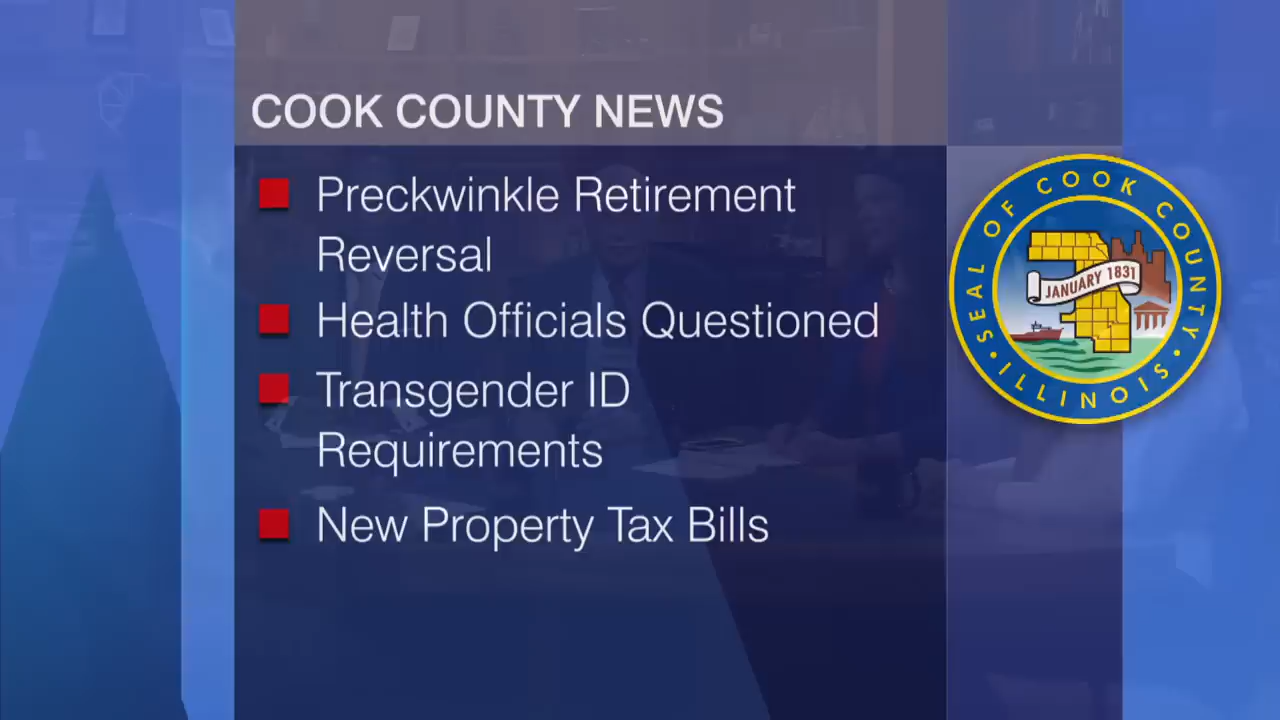 COOK COUNTY NEWS
Preckwinkle Retirement
Reversal
Health Officials Questioned
Transgender ID
Requirements
New Property Tax Bills
SEAL OF COOK COUNTY • ILLINOIS •
JANUARY 1831